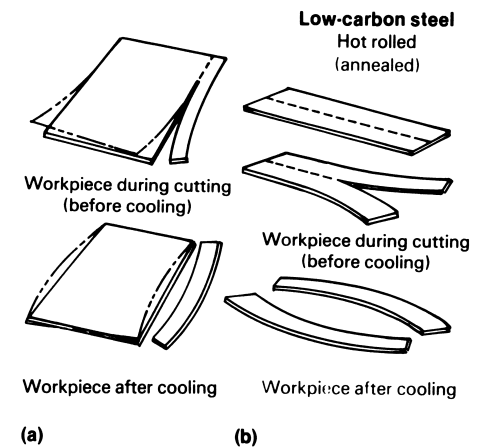 Low-carbon steel
Hot rolled
(annealed)
Workpiece during cutting
(before cooling)
Workpiece during cutting
(before cooling)
Workpiece after cooling
Workpiece after cooling
(a)
(b)